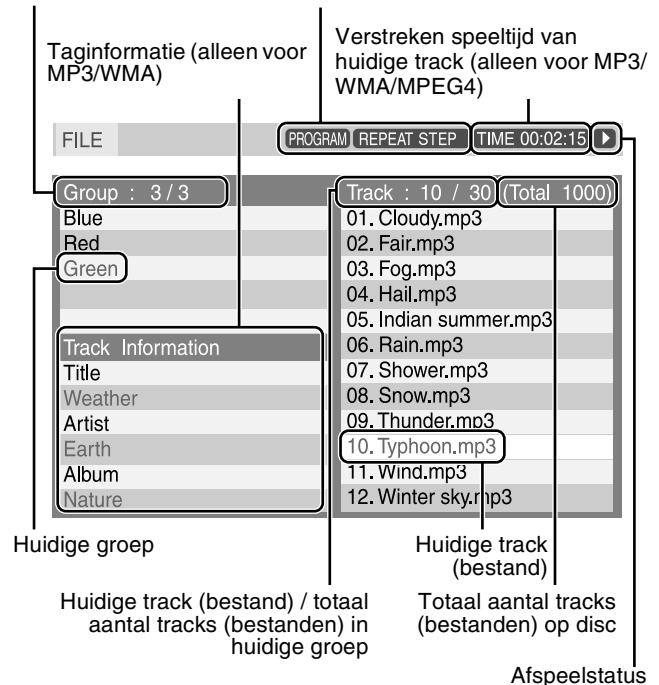 Taginformatie (alleen voor
MP3/WMA)
Verstreken speeltijd van
huidige track (alleen voor MP3/
WMA/MPEG4)
FILE
PROGRAM REPEAT STEP TIME 00:02:15
Group : 3 / 3
Blue
Red
Green
Track Information
Title
Weather
Artist
Earth
Album
Nature
Track : 10 / 30 (Total 1000)
01. Cloudy.mp3
02. Fair.mp3
03. Fog.mp3
04. Hail.mp3
05. Indian summer.mp3
06. Rain.mp3
07. Shower.mp3
08. Snow.mp3
09. Thunder.mp3
10. Typhoon.mp3
11. Wind.mp3
12. Winter sky.mp3
Huidige groep
Huidige track
(bestand)
Huidige track (bestand) / totaal
aantal tracks (bestanden) in
huidige groep
Totaal aantal tracks
(bestanden) op disc
Afspeelstatus